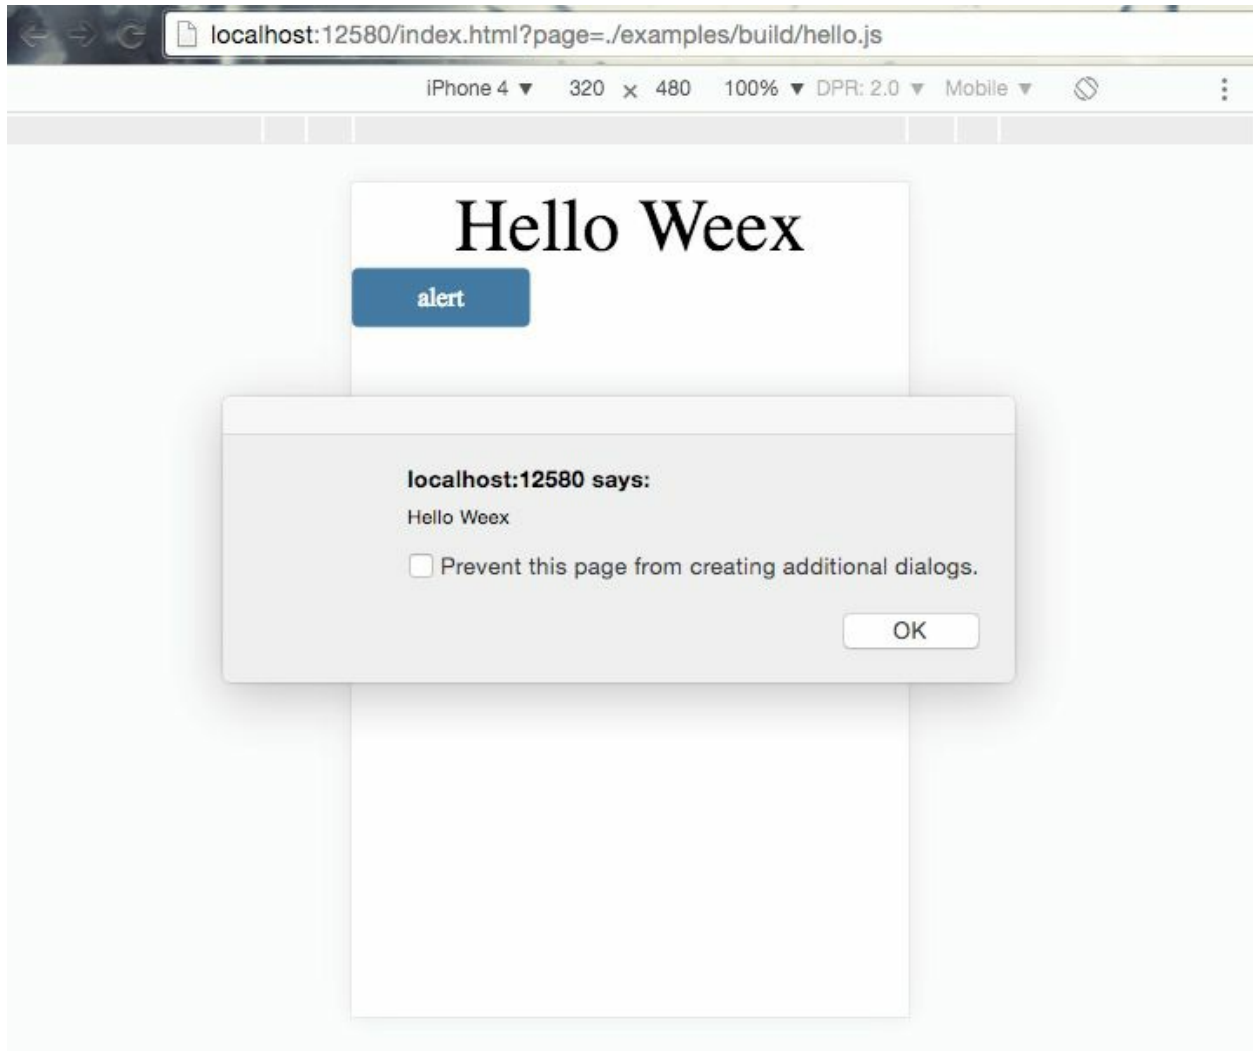 localhost:12580/index.html?page=./examples/build/hello.js
iPhone 4 ▼ 320 × 480 100% ▼ DPR: 2.0 ▼ Mobile ▼
Hello Weex
alert
localhost:12580 says:
Hello Weex
Prevent this page from creating additional dialogs.
OK